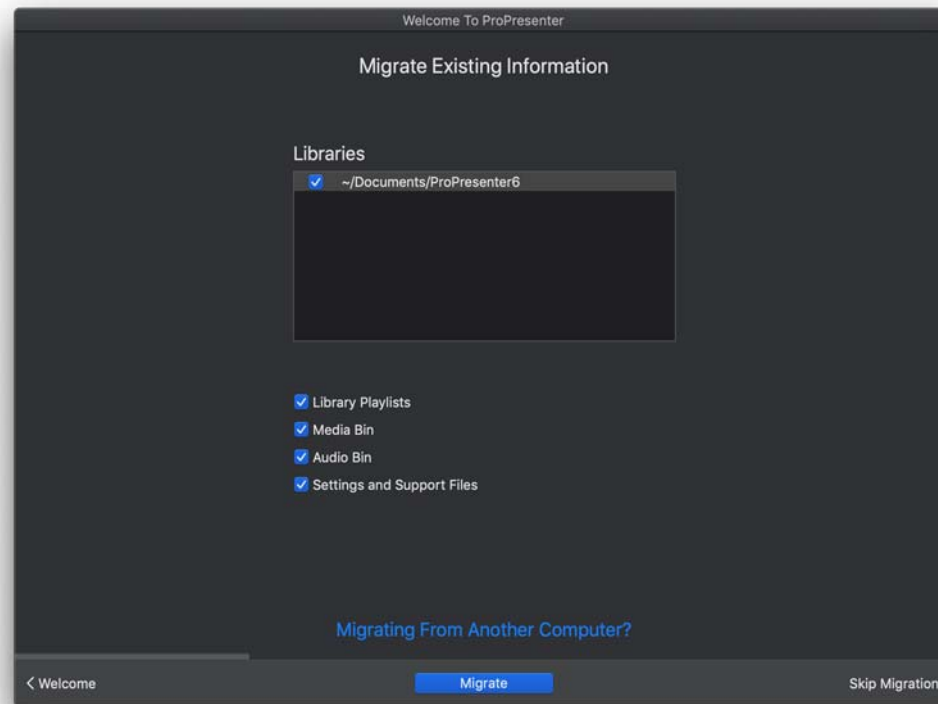 Welcome To ProPresenter
Migrate Existing Information
Libraries
~/Documents/ProPresenter6
Library Playlists
Media Bin
Audio Bin
Settings and Support Files
Migrating From Another Computer?
< Welcome
Migrate
Skip Migration